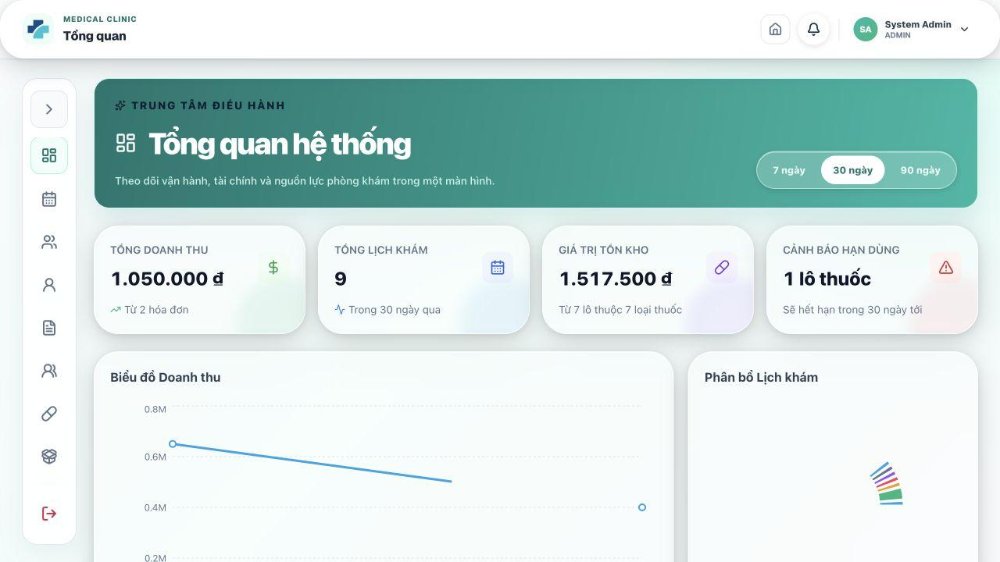 MEDICAL CLINIC
Tổng quan
SA
System Admin
ADMIN
TRUNG TÂM ĐIỀU HÀNH
Tổng quan hệ thống
Theo dõi vận hành, tài chính và nguồn lực phòng khám trong một màn hình.
7 ngày
30 ngày
90 ngày
TỔNG DOANH THU
1.050.000 ₫
Từ 2 hóa đơn
TỔNG LỊCH KHÁM
9
Trong 30 ngày qua
GIÁ TRỊ TỒN KHO
1.517.500 ₫
Từ 7 lô thuộc 7 loại thuốc
CẢNH BÁO HẠN DÙNG
1 lô thuốc
Sẽ hết hạn trong 30 ngày tới
Biểu đồ Doanh thu
0.8M
0.6M
0.4M
0.2M
Phân bổ Lịch khám